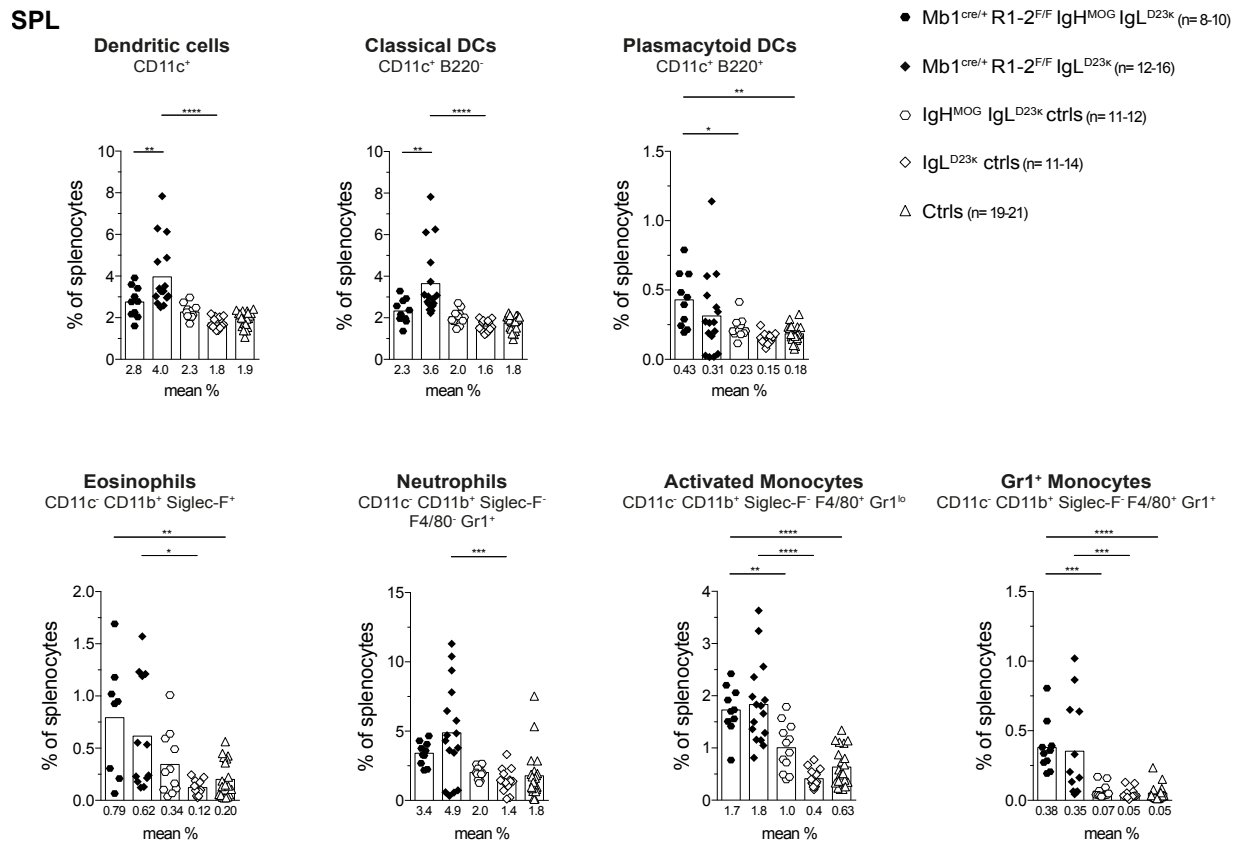 SPL
Mb1cre/+ R1-2F/F IgHMOG IgLD23κ (n= 8-10)
Mb1cre/+ R1-2F/F IgLD23κ (n= 12-16)
IgHMOG IgLD23κ ctrls (n= 11-12)
IgLD23κ ctrls (n= 11-14)
Ctrls (n= 19-21)
Dendritic cells
CD11c+
****
**
% of splenocytes
10
8
6
4
2
0
2.8 4.0 2.3 1.8 1.9
mean %
Classical DCs
CD11c+ B220-
****
**
% of splenocytes
10
8
6
4
2
0
2.3 3.6 2.0 1.6 1.8
mean %
Plasmacytoid DCs
CD11c+ B220+
**
*
% of splenocytes
1.5
1.0
0.5
0.0
0.43 0.31 0.23 0.15 0.18
mean %
Eosinophils
CD11c- CD11b+ Siglec-F+
**
*
% of splenocytes
2.0
1.5
1.0
0.5
0.0
0.79 0.62 0.34 0.12 0.20
mean %
Neutrophils
CD11c- CD11b+ Siglec-F-
F4/80- Gr1+
***
% of splenocytes
15
10
5
0
3.4 4.9 2.0 1.4 1.8
mean %
Activated Monocytes
CD11c- CD11b+ Siglec-F- F4/80+ Gr1lo
****
****
**
% of splenocytes
4
3
2
1
0
1.7 1.8 1.0 0.4 0.63
mean %
Gr1+ Monocytes
CD11c- CD11b+ Siglec-F- F4/80+ Gr1+
****
***
***
% of splenocytes
1.5
1.0
0.5
0.0
0.38 0.35 0.07 0.05 0.05
mean %